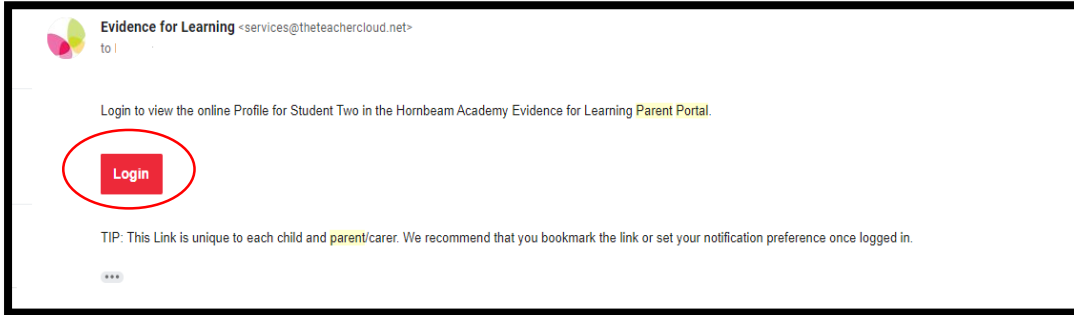 Evidence for Learning <services@theteachercloud.net>
to
Login to view the online Profile for Student Two in the Hornbeam Academy Evidence for Learning Parent Portal.
Login
TIP: This Link is unique to each child and parent/carer. We recommend that you bookmark the link or set your notification preference once logged in.